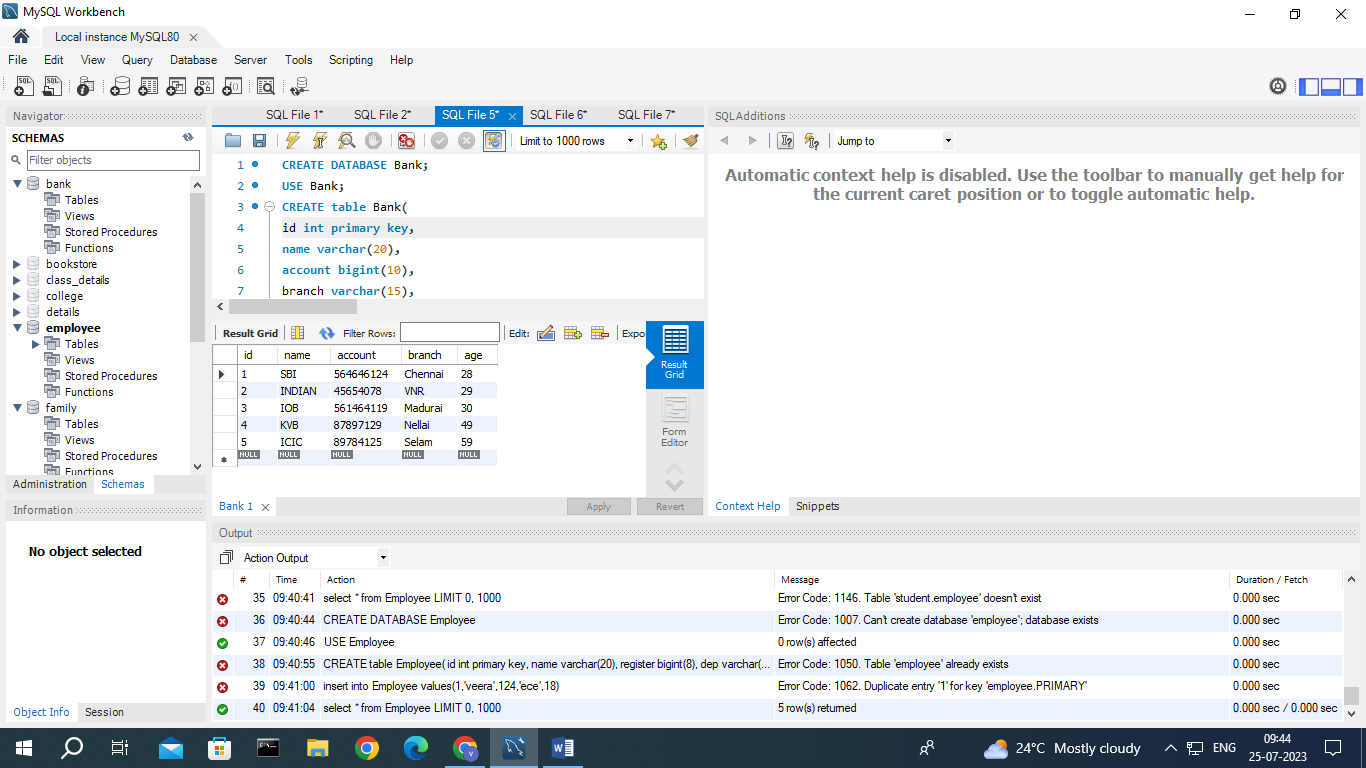 MySQL Workbench
Local instance MySQL80
File Edit View Query Database Server Tools Scripting Help
Navigator
SCHEMAS
Filter objects
bank
Tables
Views
Stored Procedures
Functions
bookstore
class_details
college
details
employee
Tables
Views
Stored Procedures
Functions
family
Tables
Views
Stored Procedures
Functions
Administration Schemas
Information
No object selected
Object Info Session
SQL File 1* SQL File 2* SQL File 5* SQL File 6* SQL File 7*
Limit to 1000 rows
1 CREATE DATABASE Bank;
2 USE Bank;
3 CREATE table Bank(
4 id int primary key,
5 name varchar(20),
6 account bigint(10),
7 branch varchar(15),
Result Grid Filter Rows: Edit: Expo
id name account branch age
1 SBI 564646124 Chennai 28
2 INDIAN 45654078 VNR 29
3 IOB 561464119 Madurai 30
4 KVB 87897129 Nellai 49
5 ICIC 89784125 Selam 59
NULL NULL NULL NULL NULL
Result
Grid
Form
Editor
Bank 1 Apply Revert
SQLAdditions
Jump to
Automatic context help is disabled. Use the toolbar to manually get help for
the current caret position or to toggle automatic help.
Context Help Snippets
Output
Action Output
# Time Action Message Duration / Fetch
35 09:40:41 select * from Employee LIMIT 0, 1000 Error Code: 1146. Table 'student.employee' doesn't exist 0.000 sec
36 09:40:44 CREATE DATABASE Employee Error Code: 1007. Can't create database 'employee'; database exists 0.000 sec
37 09:40:46 USE Employee 0 row(s) affected 0.000 sec
38 09:40:55 CREATE table Employee( id int primary key, name varchar(20), register bigint(8), dep varchar(... Error Code: 1050. Table 'employee' already exists 0.000 sec
39 09:41:00 insert into Employee values(1,'veera',124,'ece',18) Error Code: 1062. Duplicate entry '1' for key 'employee.PRIMARY' 0.000 sec
40 09:41:04 select * from Employee LIMIT 0, 1000 5 row(s) returned 0.000 sec / 0.000 sec
24°C Mostly cloudy ENG 09:44
25-07-2023